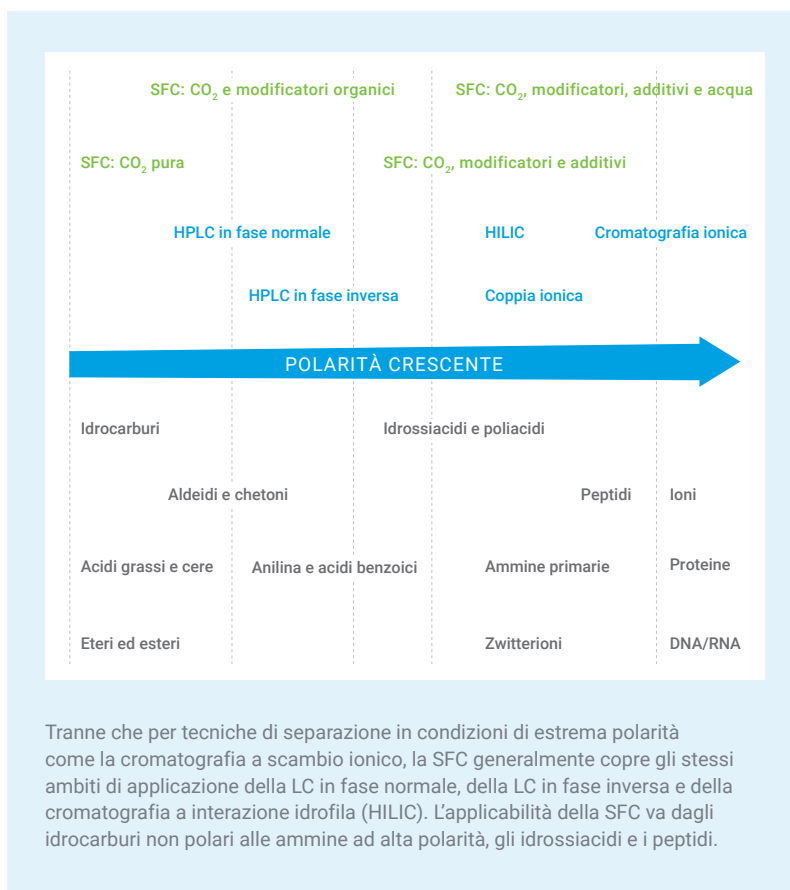 SFC: CO₂ e modificatori organici
SFC: CO₂, modificatori, additivi e acqua
SFC: CO₂ pura
SFC: CO₂, modificatori e additivi
HPLC in fase normale
HILIC
Cromatografia ionica
HPLC in fase inversa
Coppia ionica
POLARITÀ CRESCENTE
Idrocarburi
Idrossiacidi e poliacidi
Aldeidi e chetoni
Peptidi
Ioni
Acidi grassi e cere
Anilina e acidi benzoici
Ammine primarie
Proteine
Eteri ed esteri
Zwitterioni
DNA/RNA
Tranne che per tecniche di separazione in condizioni di estrema polarità
come la cromatografia a scambio ionico, la SFC generalmente copre gli stessi
ambiti di applicazione della LC in fase normale, della LC in fase inversa e della
cromatografia a interazione idrofila (HILIC). L’applicabilità della SFC va dagli
idrocarburi non polari alle ammine ad alta polarità, gli idrossiacidi e i peptidi.